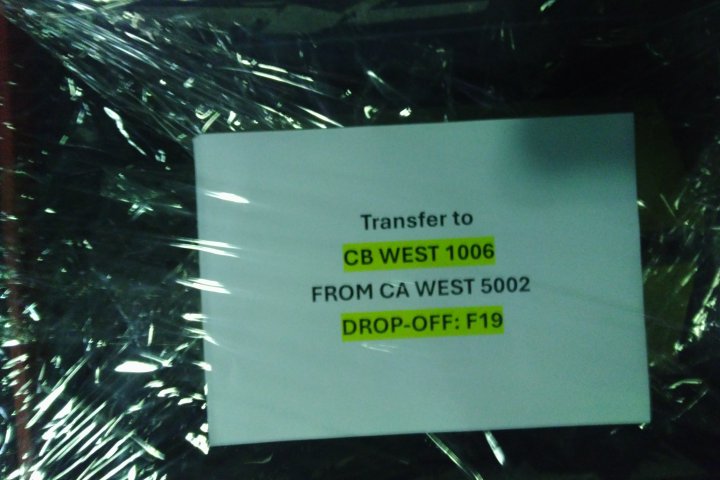 Transfer to
CB WEST 1006
FROM CA WEST 5002
DROP-OFF: F19